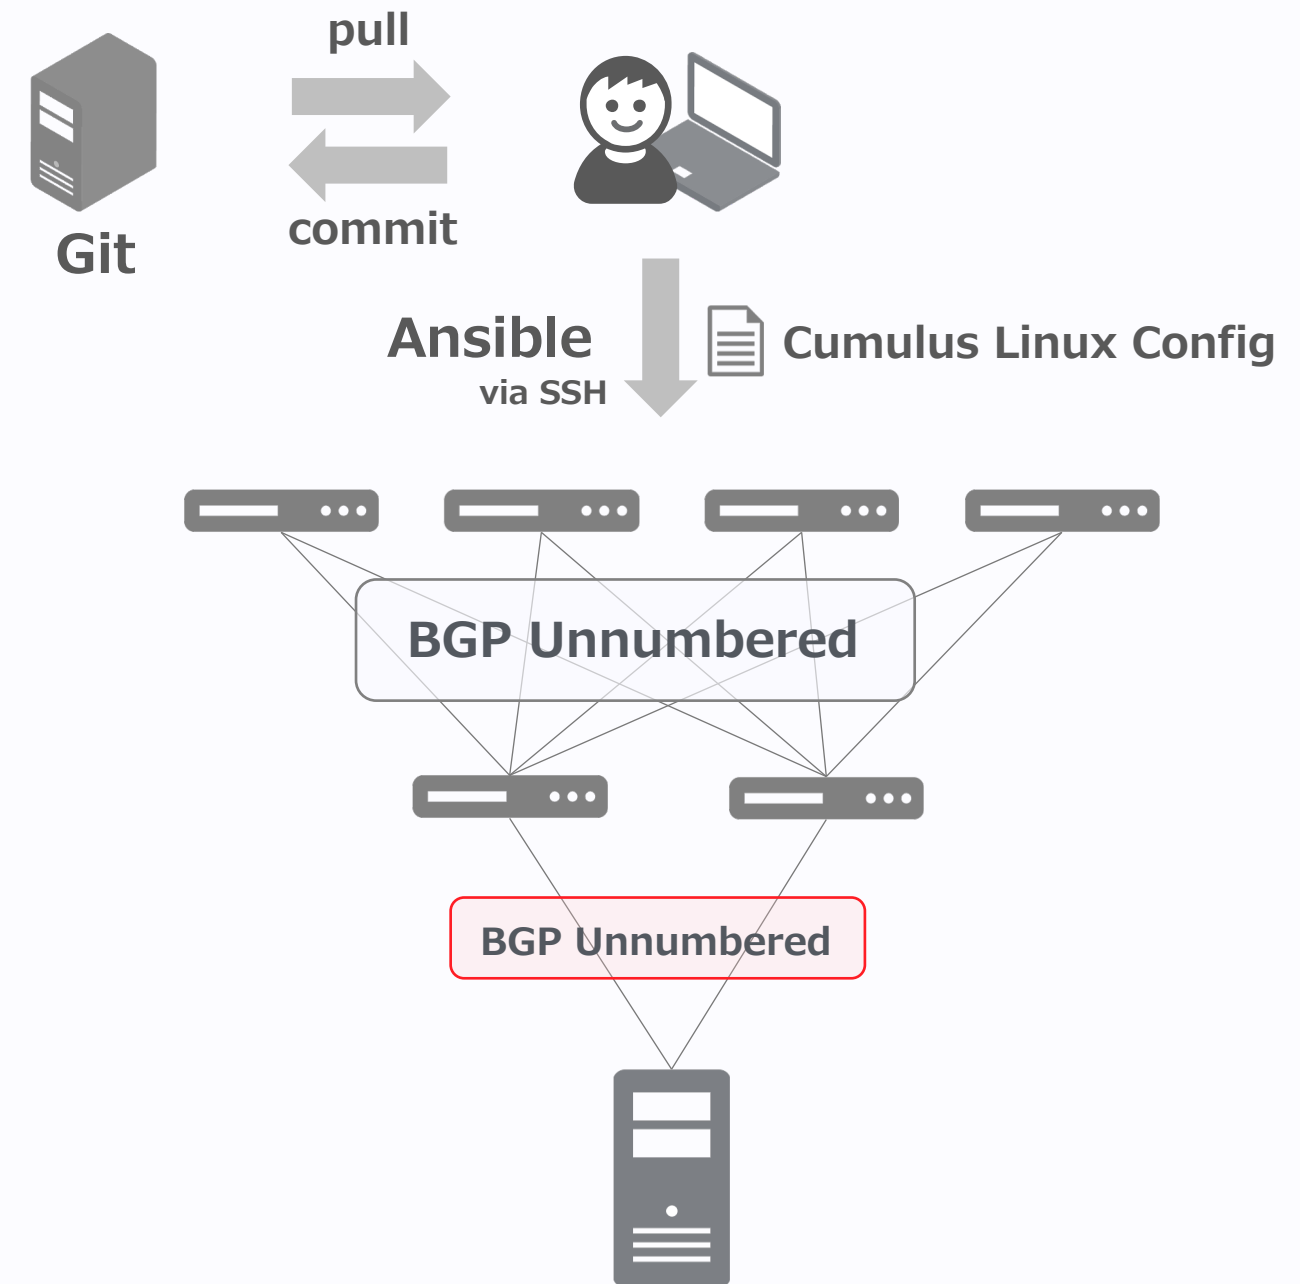 pull
commit
Git
Ansible
via SSH
Cumulus Linux Config
BGP Unnumbered
BGP Unnumbered